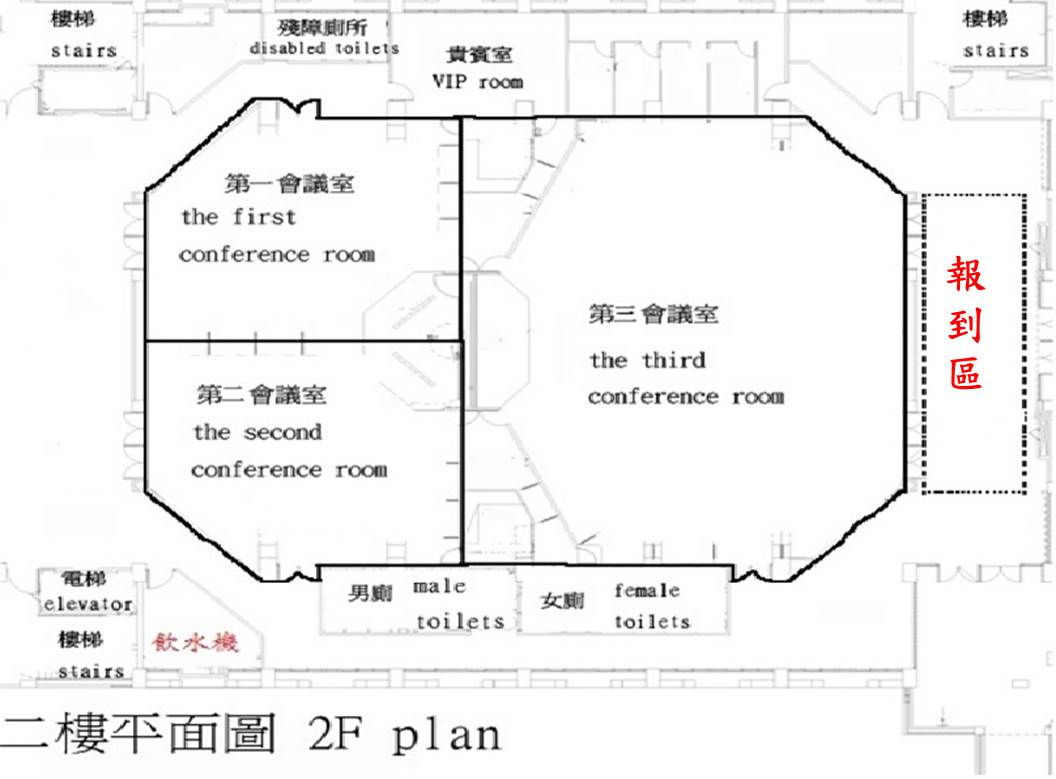 樓梯
stairs
殘障廁所
disabled toilets
貴賓室
VIP room
樓梯
stairs
第一會議室
the first
conference room
第二會議室
the second
conference room
第三會議室
the third
conference room
報
到
區
電梯
elevator
樓梯
stairs
飲水機
男廁
male
toilets
女廁
female
toilets
二樓平面圖 2F plan